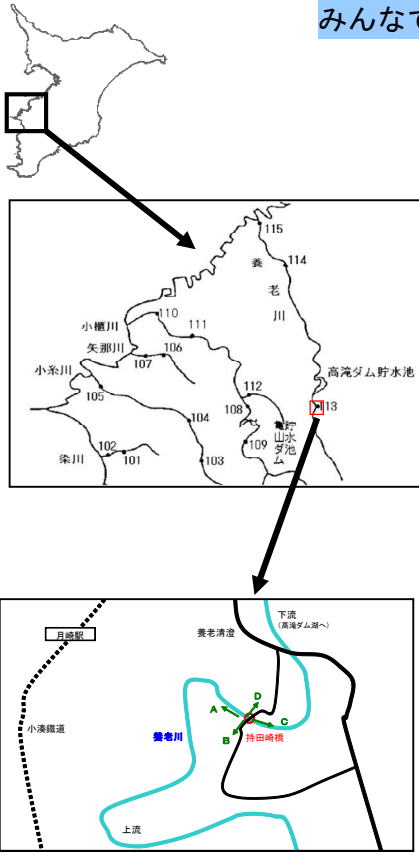 みんなで
115
114
養
老
川
110
小櫃川
111
矢那川
106
107
小糸川
高滝ダム貯水池
105
112
108
13
104
貯水池
亀山ダム
109
102
101
103
染川
下流
(高滝ダム湖へ)
養老清澄
月崎駅
D
A
C
B
持田崎橋
小湊鐵道
養老川
上流